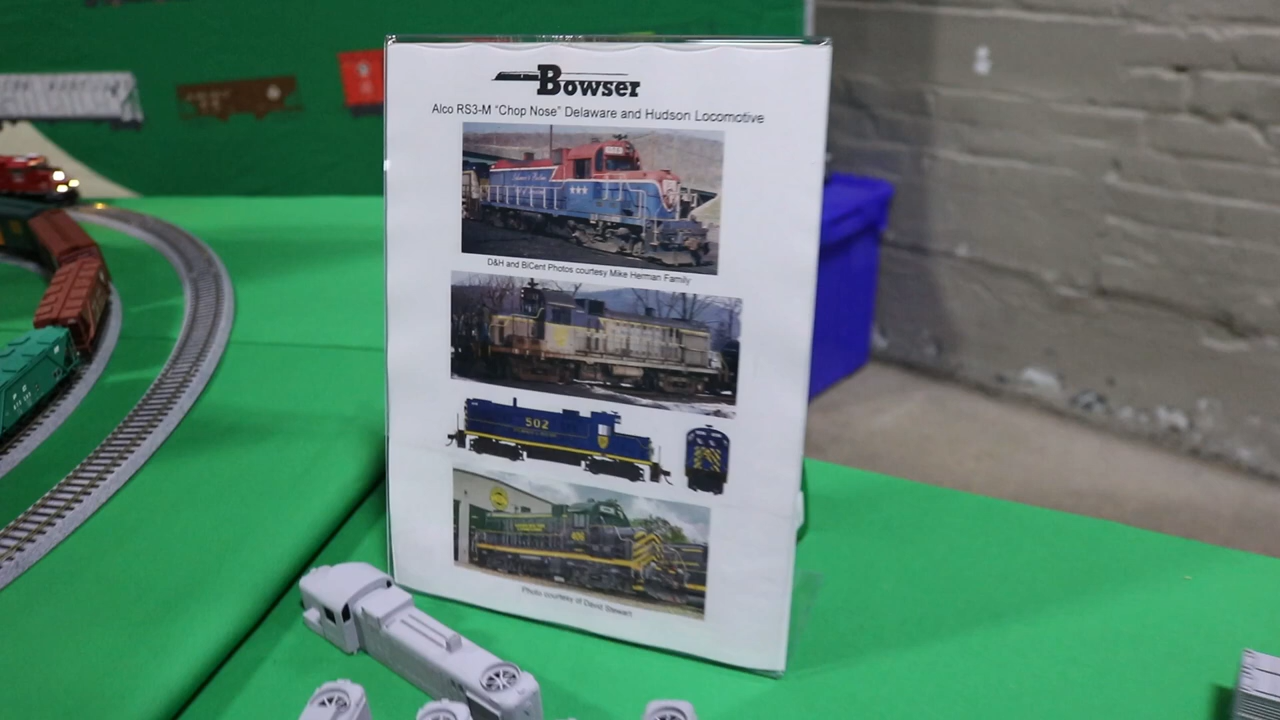 BOWSER
Alco RS3-M "Chop Nose" Delaware and Hudson Locomotive
D&H and BiCent Photos courtesy Mike Herman Family
502
406
Photo courtesy of David Stewart